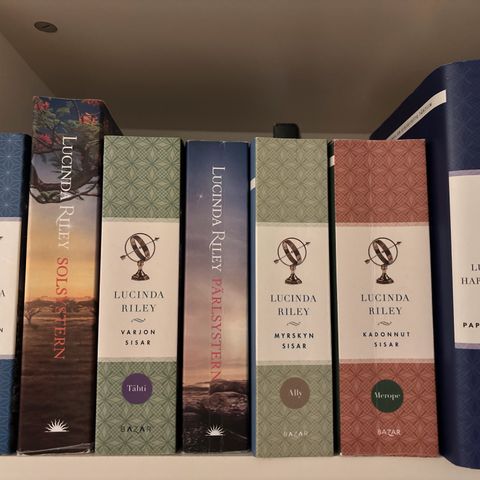 LUCINDA RILEY SOLSYSTERN
LUCINDA
RILEY
VARJON
SISAR
Tähti
BAZAR
LUCINDA RILEY PÄRLSYSTERN
LUCINDA
RILEY
MYRSKYN
SISAR
Ally
BAZAR
LUCINDA
RILEY
KADONNUT
SISAR
Merope
BAZAR